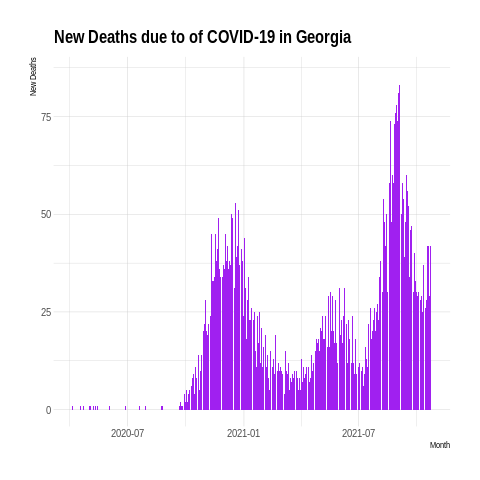 New Deaths due to of COVID-19 in Georgia
New Deaths
75
50
25
0
2020-07
2021-01
2021-07
Month